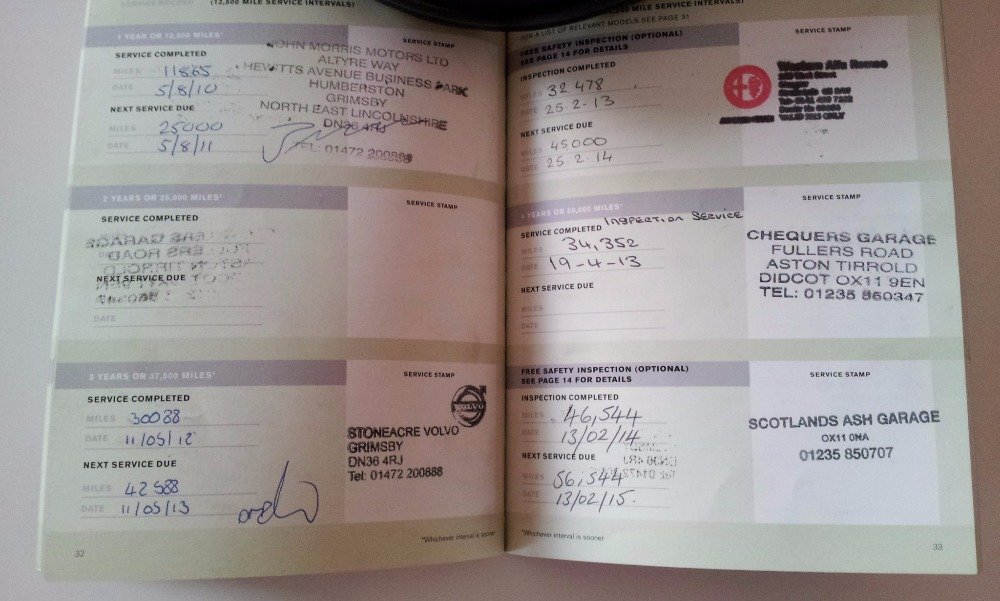 SERVICE RECORD (12,500 MILE SERVICE INTERVALS)
1 YEAR OR 12,500 MILES*
SERVICE STAMP
SERVICE COMPLETED
MILES 11865
DATE 5/8/10
NEXT SERVICE DUE
MILES 25000
DATE 5/8/11
JOHN MORRIS MOTORS LTD
ALTYRE WAY
HEWITTS AVENUE BUSINESS PARK
HUMBERSTON
GRIMSBY
NORTH EAST LINCOLNSHIRE
DN36 4RJ
TEL: 01472 200888
2 YEARS OR 25,000 MILES*
SERVICE STAMP
SERVICE COMPLETED
NEXT SERVICE DUE
DATE
3 YEARS OR 37,500 MILES*
SERVICE STAMP
SERVICE COMPLETED
MILES 30088
DATE 11/05/12
NEXT SERVICE DUE
MILES 42588
DATE 11/05/13
VOLVO
STONEACRE VOLVO
GRIMSBY
DN36 4RJ
Tel: 01472 200888
*Whichever interval is sooner
32
MILE SERVICE INTERVALS)
FOR A LIST OF RELEVANT MODELS SEE PAGE 31
FREE SAFETY INSPECTION (OPTIONAL)
SEE PAGE 14 FOR DETAILS
SERVICE STAMP
INSPECTION COMPLETED
MILES 32478
DATE 25.2.13
NEXT SERVICE DUE
MILES 45000
DATE 25.2.14
Alfa Romeo
ONLY
4 YEARS OR 50,000 MILES*
SERVICE STAMP
SERVICE COMPLETED Inspection Service
MILES 34,352
DATE 19-4-13
NEXT SERVICE DUE
MILES
DATE
CHEQUERS GARAGE
FULLERS ROAD
ASTON TIRROLD
DIDCOT OX11 9EN
TEL: 01235 850347
FREE SAFETY INSPECTION (OPTIONAL)
SEE PAGE 14 FOR DETAILS
SERVICE STAMP
INSPECTION COMPLETED
MILES 46,544
DATE 13/02/14
NEXT SERVICE DUE
MILES 56,544
DATE 13/02/15.
SCOTLANDS ASH GARAGE
OX11 0NA
01235 850707
*Whichever interval is sooner
33